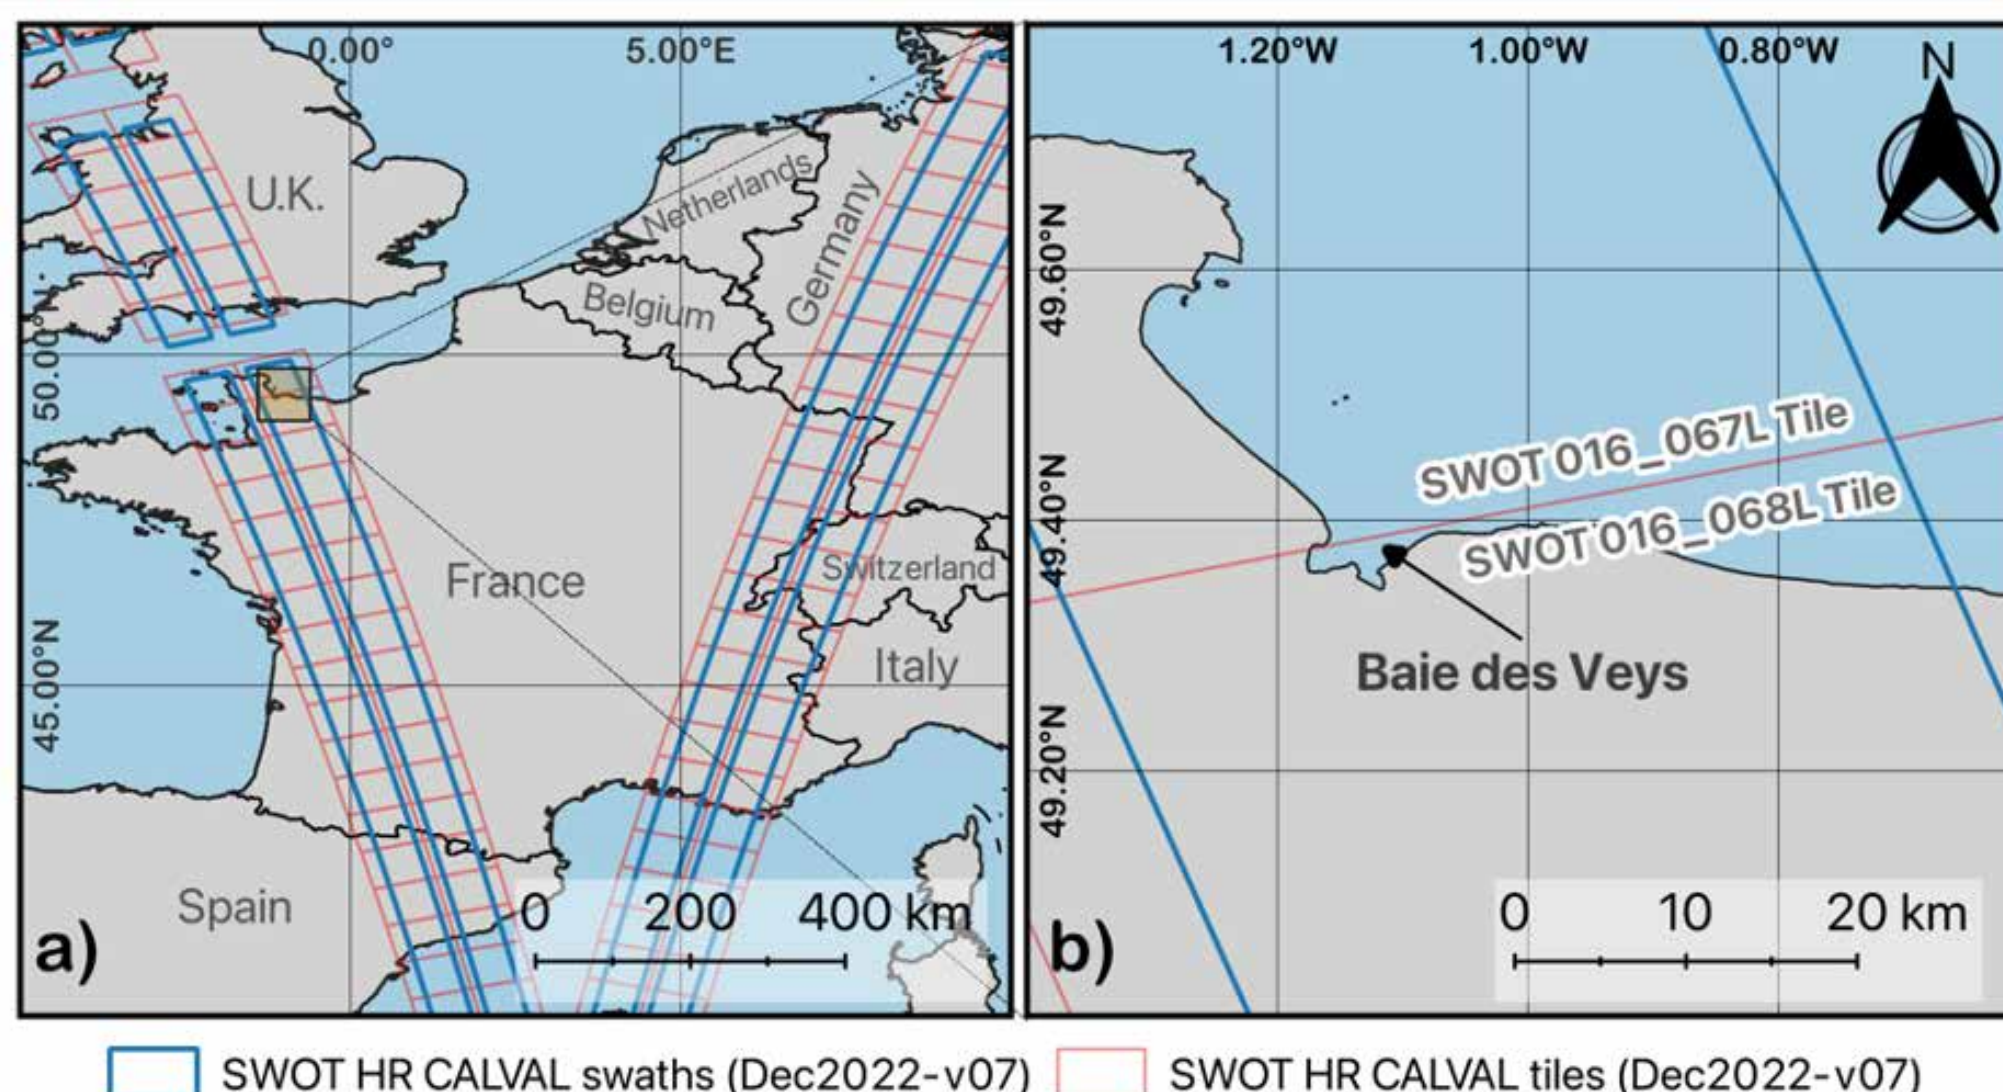 0.00°
5.00°E
50.00°N
45.00°N
U.K.
Netherlands
Germany
Belgium
France
Switzerland
Italy
Spain
0 200 400 km
a)
1.20°W 1.00°W 0.80°W
N
49.60°N
49.40°N
49.20°N
SWOT 016_067L Tile
SWOT 016_068L Tile
Baie des Veys
0 10 20 km
b)
SWOT HR CALVAL swaths (Dec2022-v07)
SWOT HR CALVAL tiles (Dec2022-v07)